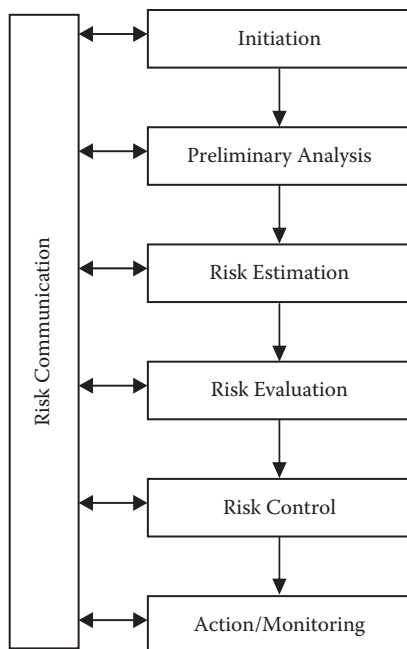 Risk Communication
Initiation
Preliminary Analysis
Risk Estimation
Risk Evaluation
Risk Control
Action/Monitoring